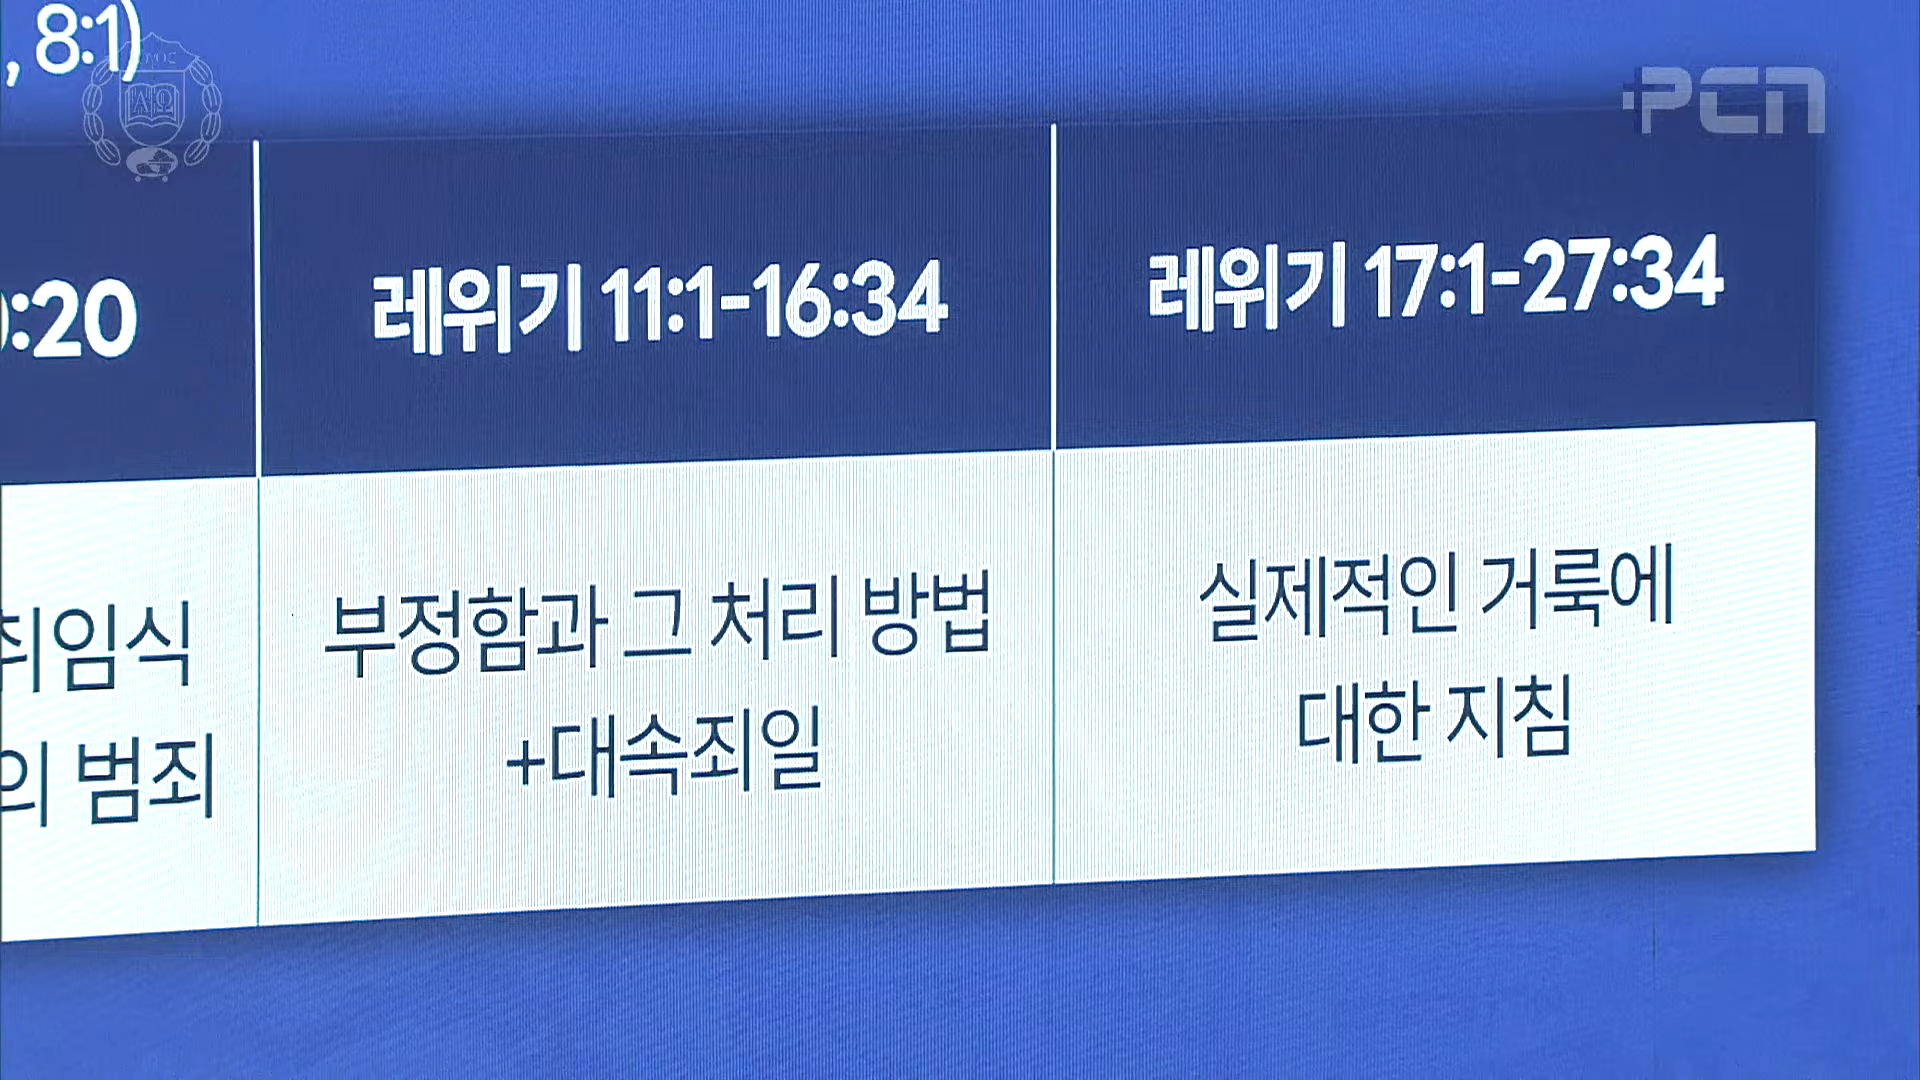 , 8:1)
PCN
ΑΩ
:20
레위기 11:1-16:34
레위기 17:1-27:34
취임식
의 범죄
부정함과 그 처리 방법
+대속죄일
실제적인 거룩에
대한 지침